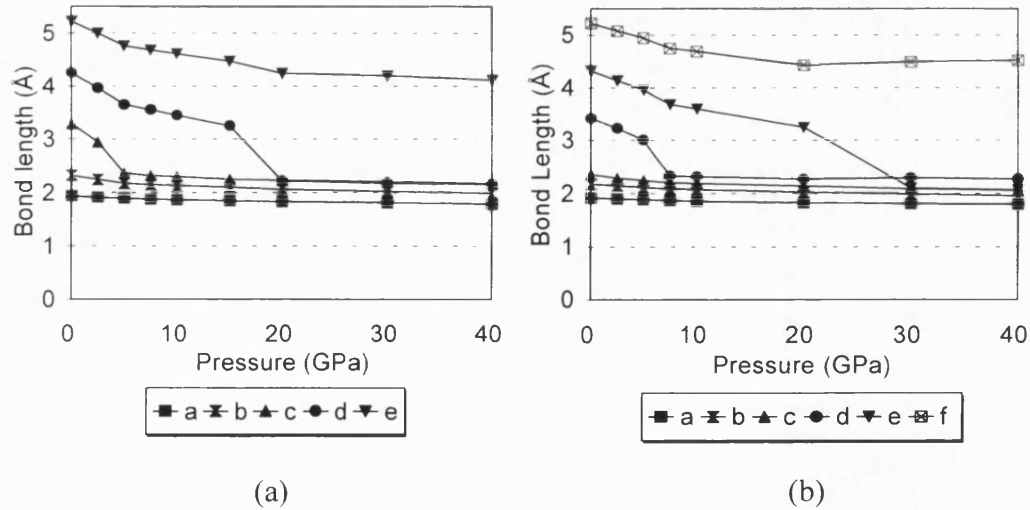 5
4
3
2
1
0
Bond length (Å)
0 10 20 30 40
Pressure (GPa)
a b c d e
(a)
5
4
3
2
1
0
Bond Length (Å)
0 10 20 30 40
Pressure (GPa)
a b c d e f
(b)